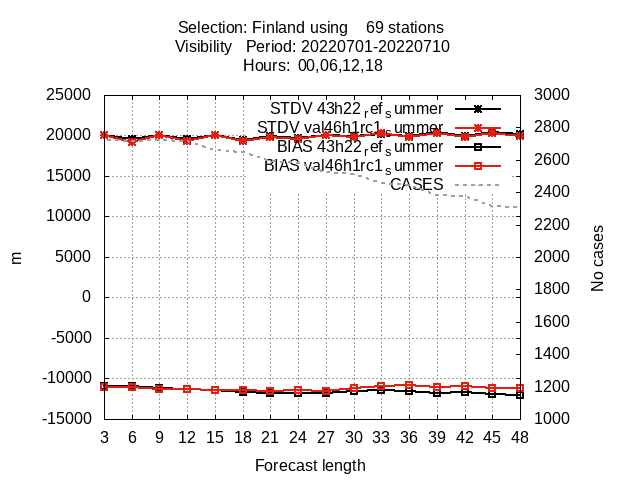 Selection: Finland using    69 stations
Visibility   Period: 20220701-20220710
Hours:  00,06,12,18
25000
20000
15000
10000
5000
0
-5000
-10000
-15000
3000
2800
2600
2400
2200
2000
1800
1600
1400
1200
1000
STDV 43h22_ref_summer
STDV val46h1rc1_summer
BIAS 43h22_ref_summer
BIAS val46h1rc1_summer
CASES
m
No cases
3 6 9 12 15 18 21 24 27 30 33 36 39 42 45 48
Forecast length